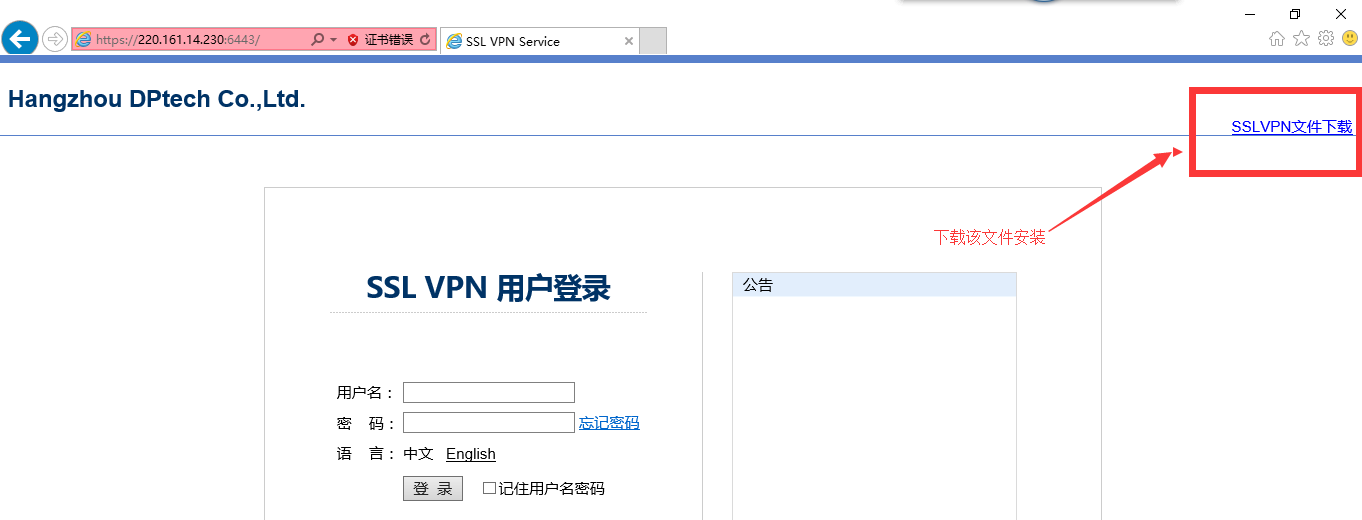 https://220.161.14.230:6443/ 证书错误 SSL VPN Service
Hangzhou DPtech Co.,Ltd.
SSLVPN文件下载
下载该文件安装
SSL VPN 用户登录
公告
用户名：
密 码： 忘记密码
语 言： 中文 English
登 录 记住用户名密码